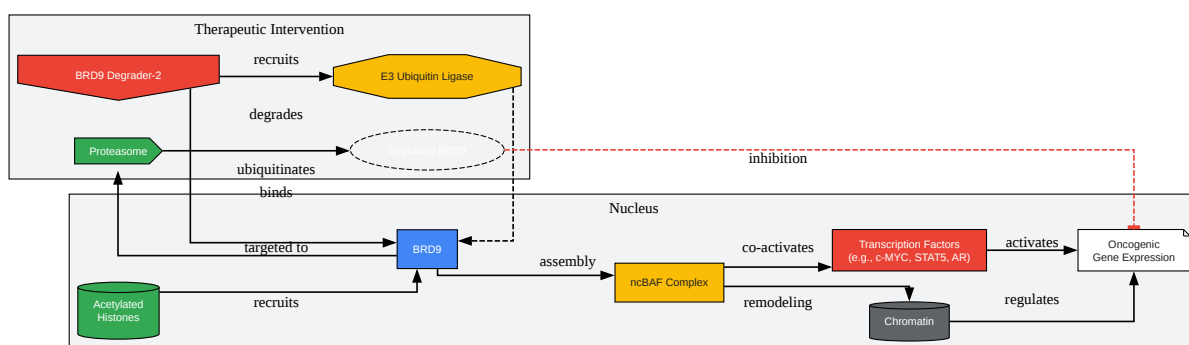 Therapeutic Intervention
recruits
BRD9 Degrader-2
E3 Ubiquitin Ligase
degrades
Proteasome
Degraded BRD9
inhibition
ubiquitinates
binds
Nucleus
targeted to
BRD9
co-activates
Transcription Factors
(e.g., c-MYC, STAT5, AR)
activates
Oncogenic
Gene Expression
assembly
ncBAF Complex
recruits
Acetylated
Histones
remodeling
Chromatin
regulates